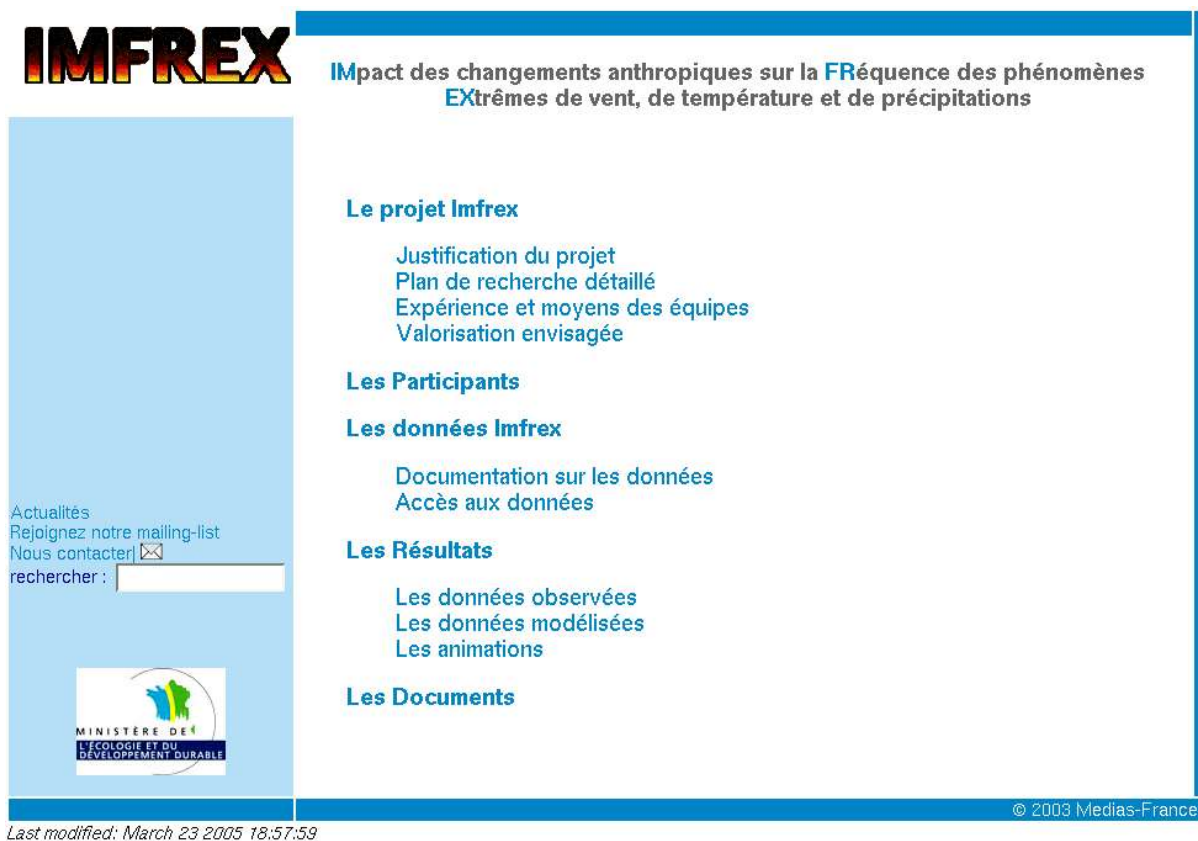 IMFREX
IMpact des changements anthropiques sur la FRéquence des phénomènes
EXtrêmes de vent, de température et de précipitations
Le projet Imfrex
Justification du projet
Plan de recherche détaillé
Expérience et moyens des équipes
Valorisation envisagée
Les Participants
Les données Imfrex
Documentation sur les données
Accès aux données
Les Résultats
Les données observées
Les données modélisées
Les animations
Les Documents
Actualités
Rejoignez notre mailing-list
Nous contacter|
rechercher :
MINISTÈRE DE
L'ÉCOLOGIE ET DU
DÉVELOPPEMENT DURABLE
© 2003 Medias-France
Last modified: March 23 2005 18:57:59